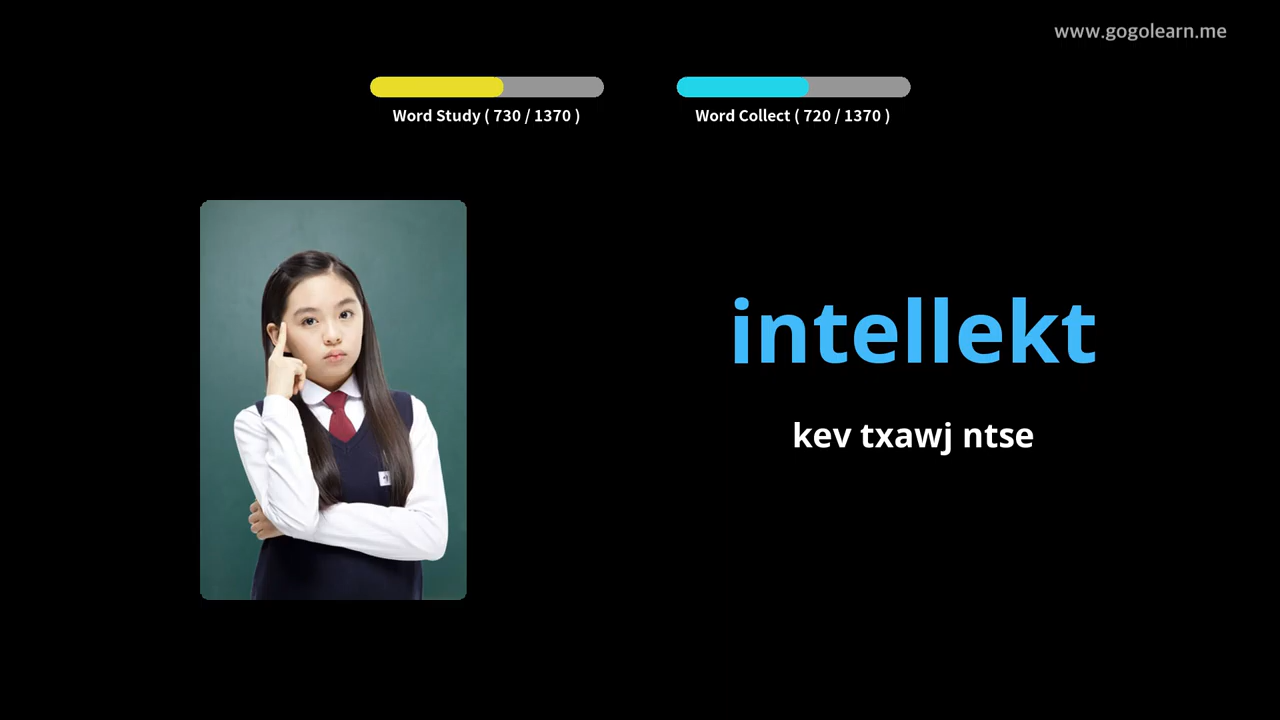 www.gogolearn.me
Word Study ( 730 / 1370 )
Word Collect ( 720 / 1370 )
intellekt
kev txawj ntse